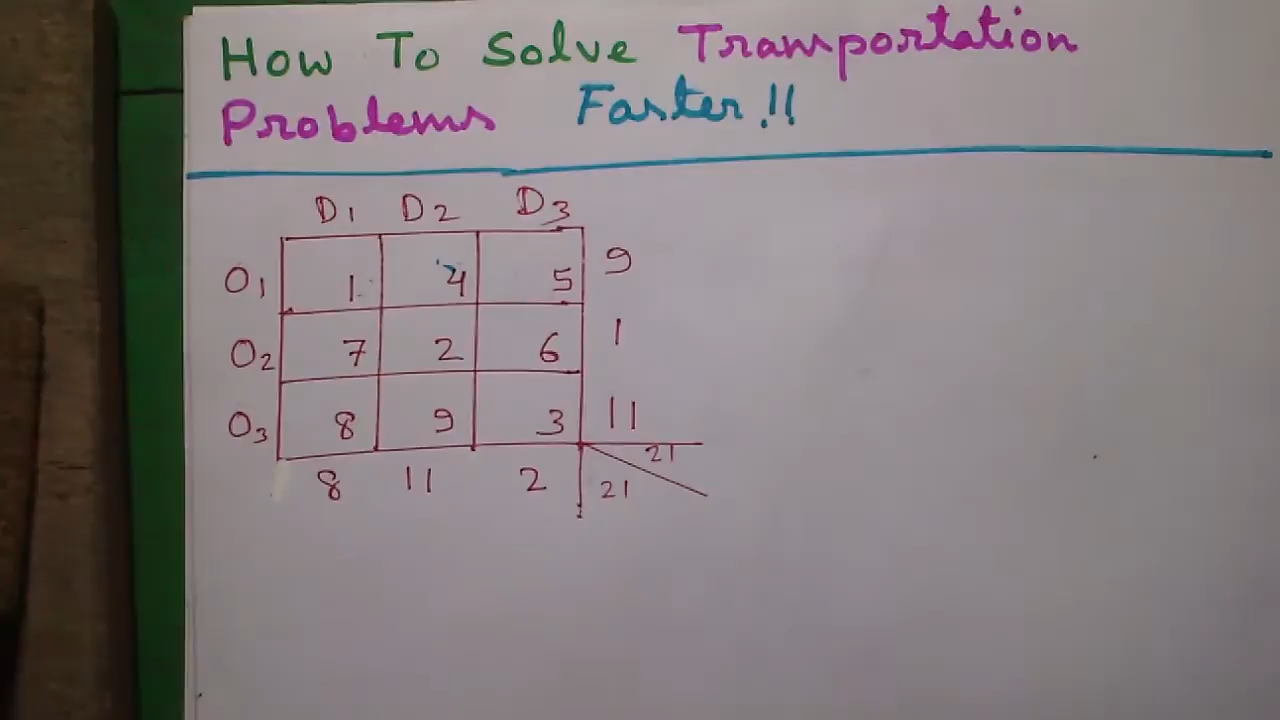 How To Solve Transportation
Problems Faster!!
D1 D2 D3
O1 1 4 5 9
O2 7 2 6 1
O3 8 9 3 11
21
8 11 2 21